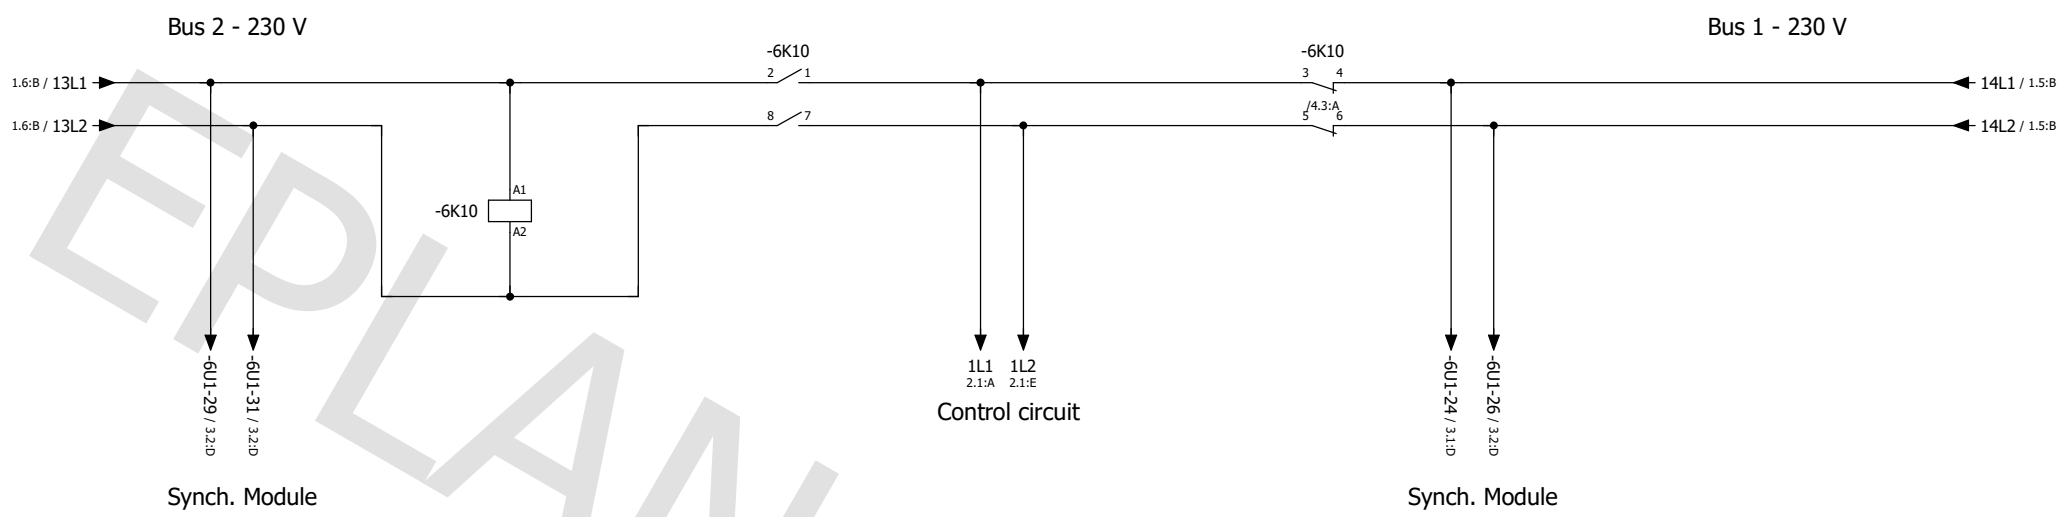 Bus 2 - 230 V
Bus 1 - 230 V
-6K10
-6K10
1.6:B / 13L1
2 1
3 4
14L1 / 1.5:B
/4.3:A
1.6:B / 13L2
8 7
5 6
14L2 / 1.5:B
A1
-6K10
A2
-6U1-29 / 3.2:D
-6U1-31 / 3.2:D
1L1
2.1:A
1L2
2.1:E
-6U1-24 / 3.1:D
-6U1-26 / 3.2:D
Control circuit
Synch. Module
Synch. Module
EPLAN